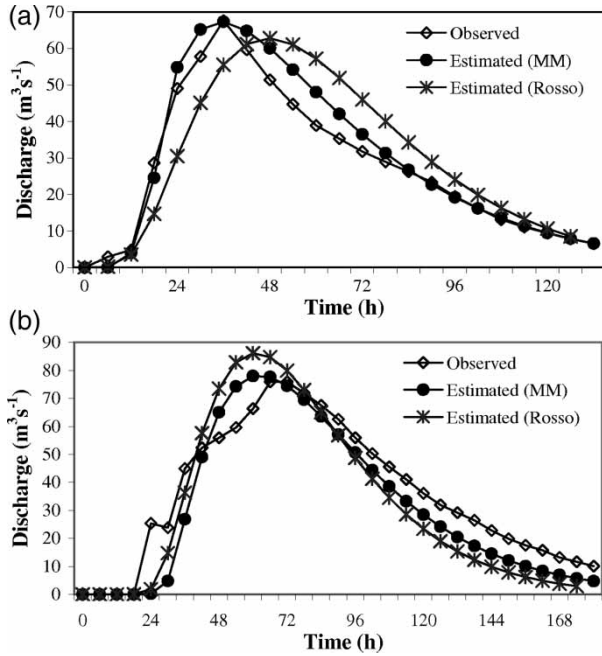 (a)
70
60
50
40
30
20
10
0
Discharge (m³s⁻¹)
Observed
Estimated (MM)
Estimated (Rosso)
0 24 48 72 96 120
Time (h)
(b)
90
80
70
60
50
40
30
20
10
0
Discharge (m³s⁻¹)
Observed
Estimated (MM)
Estimated (Rosso)
0 24 48 72 96 120 144 168
Time (h)